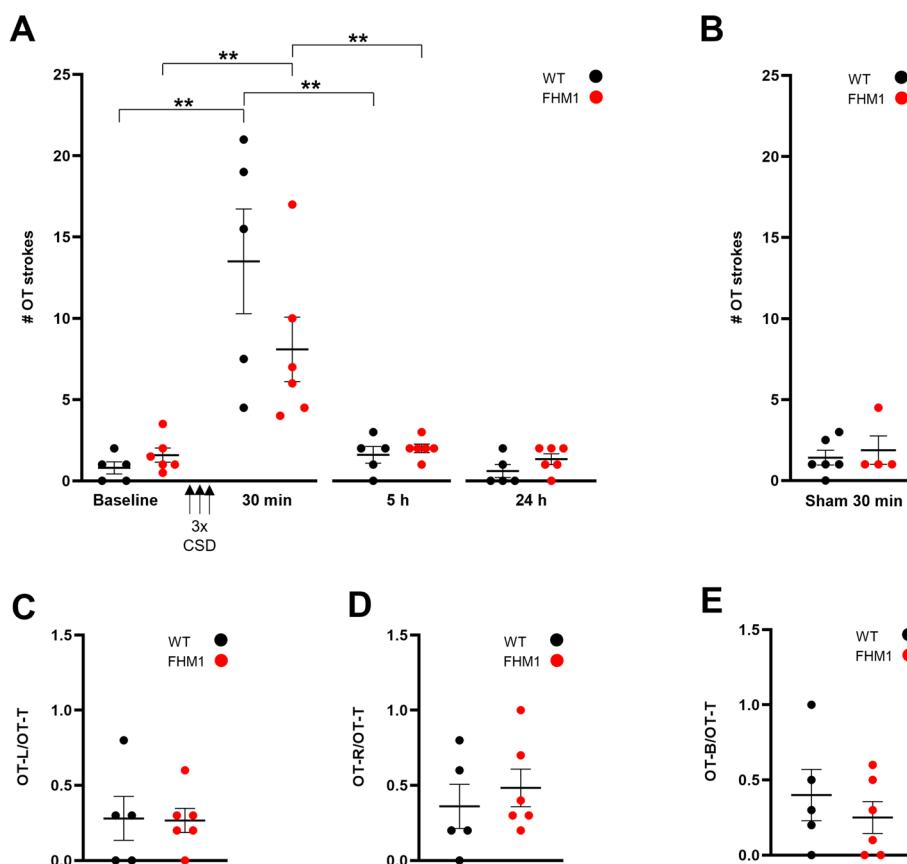 A
**
**
**
**
25
20
15
10
5
0
# OT strokes
WT
FHM1
Baseline
30 min
5 h
24 h
3x
CSD
B
25
20
15
10
5
0
# OT strokes
WT
FHM1
Sham 30 min
C
1.5
1.0
0.5
0.0
OT-L/OT-T
WT
FHM1
D
1.5
1.0
0.5
0.0
OT-R/OT-T
WT
FHM1
E
1.5
1.0
0.5
0.0
OT-B/OT-T
WT
FHM1